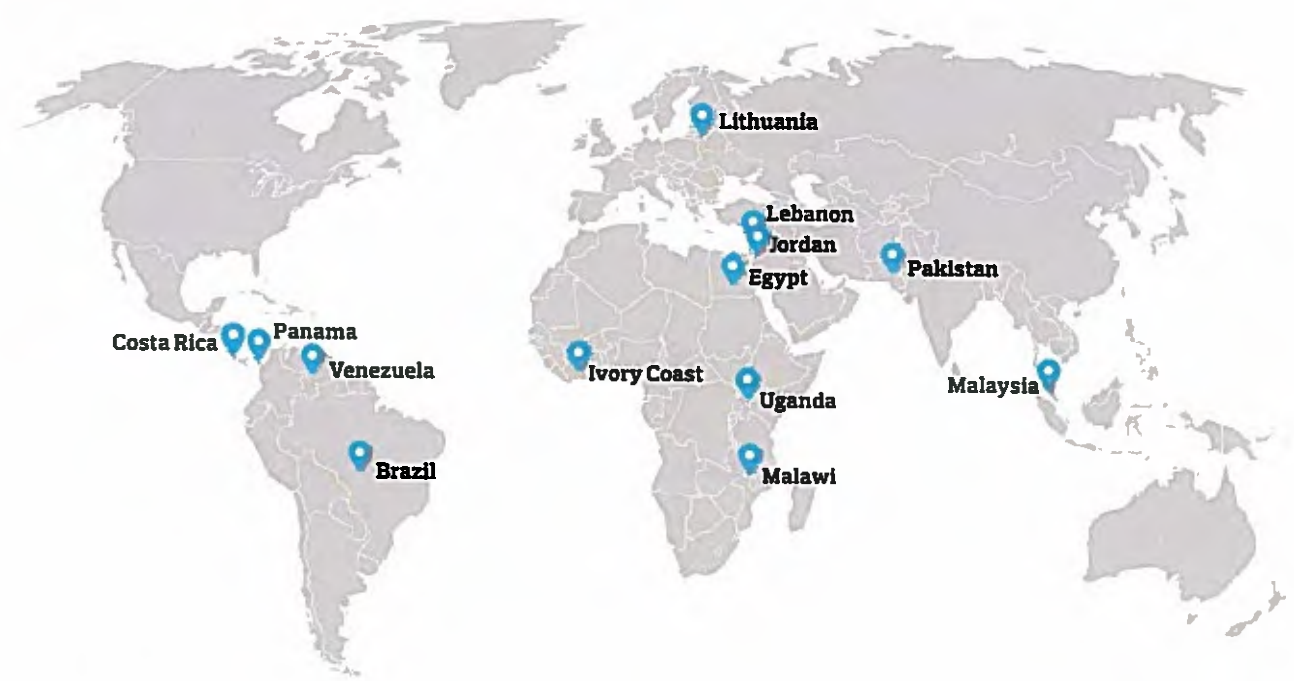 Lithuania
Lebanon
Jordan
Pakistan
Egypt
Panama
Costa Rica
Venezuela
Ivory Coast
Malaysia
Uganda
Brazil
Malawi